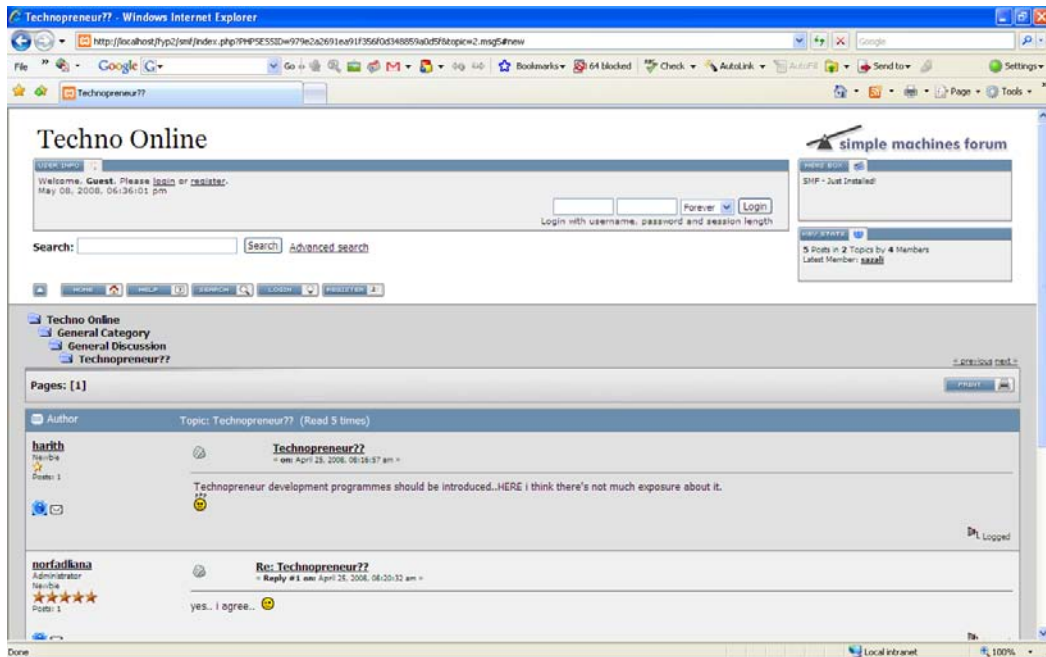 Technopreneur?? - Windows Internet Explorer
http://localhost/fyp2/smf/index.php?PHPSESSID=979e2a2691ea91f356f0d348859a0d5f&topic=2.msg5#new
Google
File
Google
Go
Bookmarks
64 blocked
Check
AutoLink
AutoFill
Send to
Settings
Technopreneur??
Page
Tools
Techno Online
simple machines forum
USER INFO
Welcome, Guest. Please login or register.
May 08, 2008, 06:36:01 pm
Forever
Login
Login with username, password and session length
NEWS BOX
SMF - Just Installed!
Search:
Search
Advanced search
KEY STATS
5 Posts in 2 Topics by 4 Members
Latest Member: sazali
HOME
HELP
SEARCH
LOGIN
REGISTER
Techno Online
General Category
General Discussion
Technopreneur??
« previous next »
Pages: [1]
PRINT
Author
Topic: Technopreneur?? (Read 5 times)
harith
Newbie
Posts: 1
Technopreneur??
« on: April 25, 2008, 08:16:57 am »
Technopreneur development programmes should be introduced..HERE i think there's not much exposure about it.
Logged
norfadliana
Administrator
Newbie
Posts: 1
Re: Technopreneur??
« Reply #1 on: April 25, 2008, 08:20:32 am »
yes.. i agree..
Done
Local intranet
100%